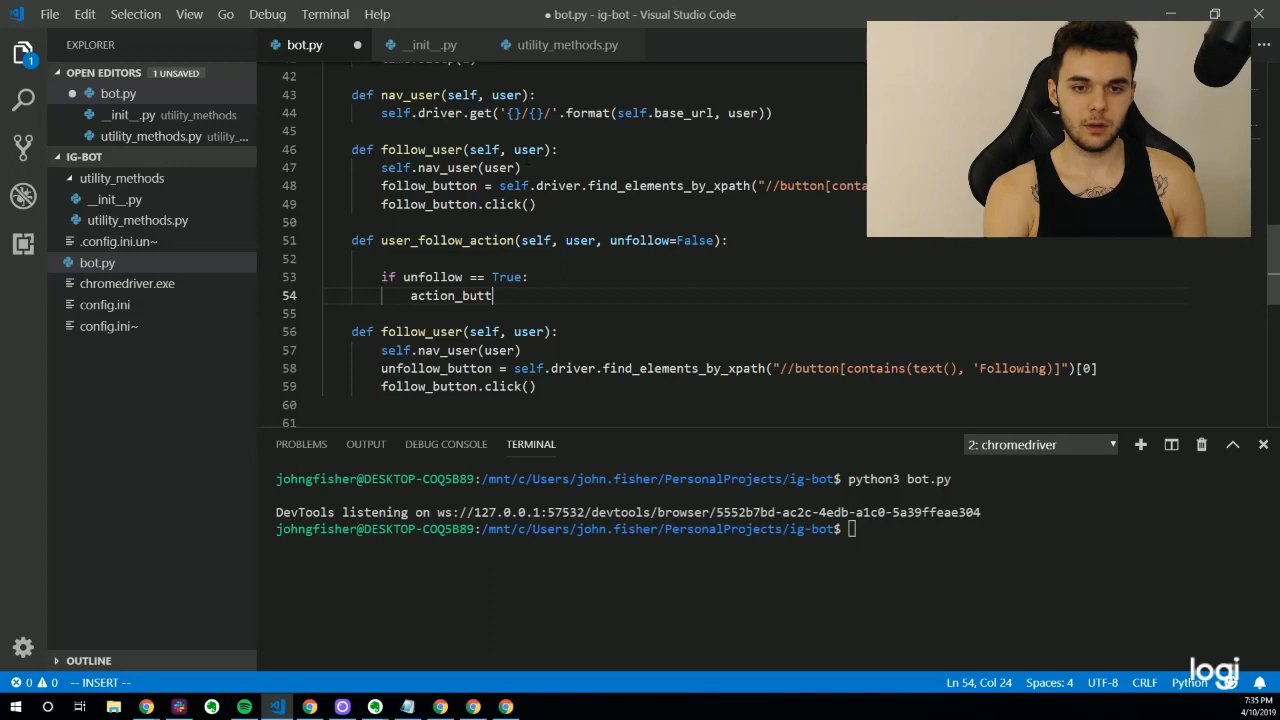 File Edit Selection View Go Debug Terminal Help
● bot.py - ig-bot - Visual Studio Code
EXPLORER
bot.py
__init__.py
utility_methods.py
OPEN EDITORS 1 UNSAVED
bot.py
__init__.py utility_methods
utility_methods.py utility_...
IG-BOT
utility_methods
__init__.py
utility_methods.py
.config.ini.un~
bot.py
chromedriver.exe
config.ini
config.ini~
OUTLINE
1
42
43 def nav_user(self, user):
44 self.driver.get('{}/{}/'.format(self.base_url, user))
45
46 def follow_user(self, user):
47 self.nav_user(user)
48 follow_button = self.driver.find_elements_by_xpath("//button[conta
49 follow_button.click()
50
51 def user_follow_action(self, user, unfollow=False):
52
53 if unfollow == True:
54 action_butt
55
56 def follow_user(self, user):
57 self.nav_user(user)
58 unfollow_button = self.driver.find_elements_by_xpath("//button[contains(text(), 'Following)]")[0]
59 follow_button.click()
60
61
PROBLEMS OUTPUT DEBUG CONSOLE TERMINAL
2: chromedriver
johngfisher@DESKTOP-COQ5B89:/mnt/c/Users/john.fisher/PersonalProjects/ig-bot$ python3 bot.py
DevTools listening on ws://127.0.0.1:57532/devtools/browser/5552b7bd-ac2c-4edb-a1c0-5a39ffeae304
johngfisher@DESKTOP-COQ5B89:/mnt/c/Users/john.fisher/PersonalProjects/ig-bot$
logi
0 0 -- INSERT --
Ln 54, Col 24 Spaces: 4 UTF-8 CRLF Python
7:35 PM
4/10/2019